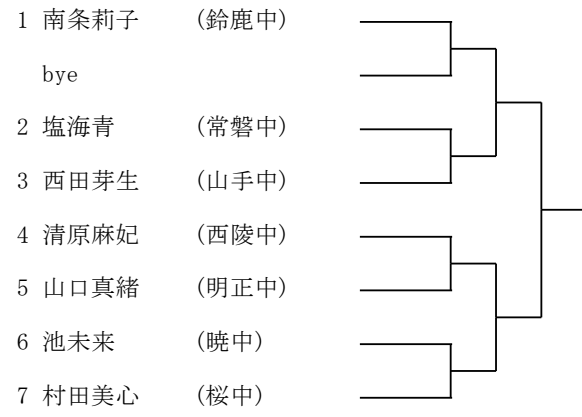 1 南条莉子 (鈴鹿中)
bye
2 塩海青 (常磐中)
3 西田芽生 (山手中)
4 清原麻妃 (西陵中)
5 山口真緒 (明正中)
6 池未来 (暁中)
7 村田美心 (桜中)